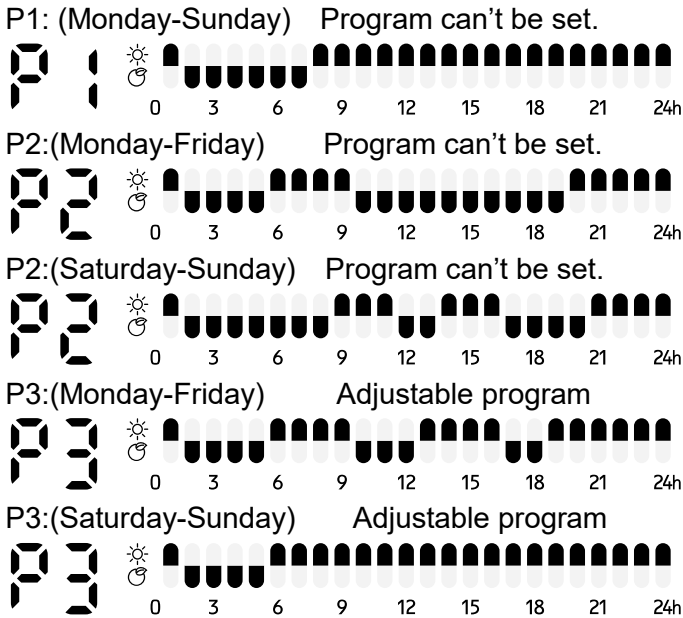 P1: (Monday-Sunday) Program can't be set.
P1
0 3 6 9 12 15 18 21 24h
P2:(Monday-Friday) Program can't be set.
P2
0 3 6 9 12 15 18 21 24h
P2:(Saturday-Sunday) Program can't be set.
P2
0 3 6 9 12 15 18 21 24h
P3:(Monday-Friday) Adjustable program
P3
0 3 6 9 12 15 18 21 24h
P3:(Saturday-Sunday) Adjustable program
P3
0 3 6 9 12 15 18 21 24h